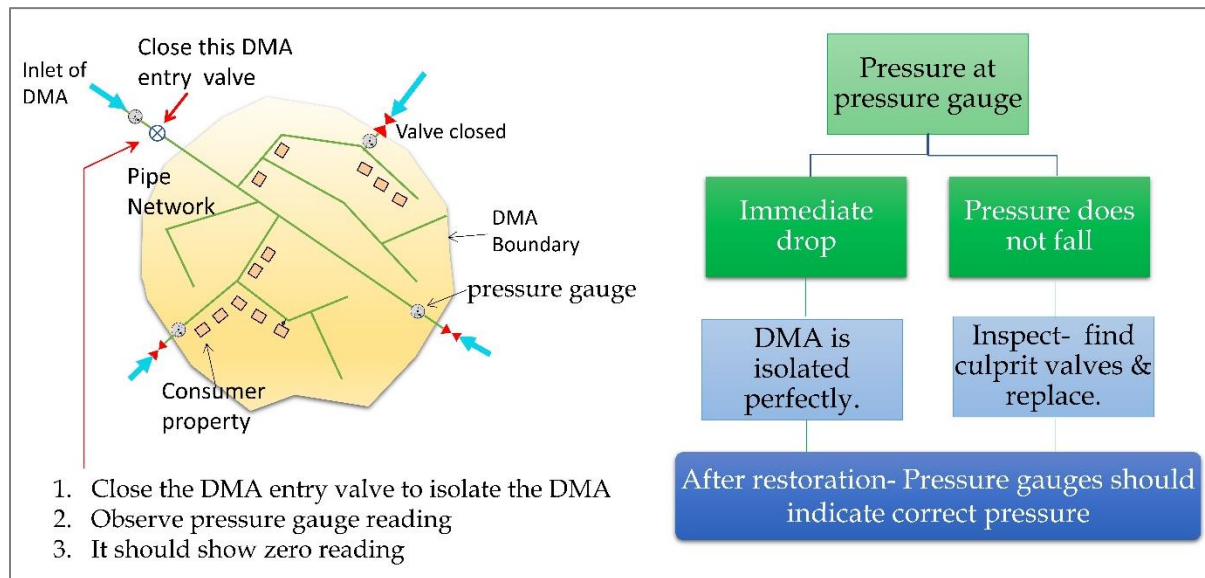 Close this DMA
entry valve
Inlet of
DMA
Valve closed
Pipe
Network
DMA
Boundary
pressure gauge
Consumer
property
1. Close the DMA entry valve to isolate the DMA
2. Observe pressure gauge reading
3. It should show zero reading
Pressure at
pressure gauge
Immediate
drop
Pressure does
not fall
DMA is
isolated
perfectly.
Inspect- find
culprit valves &
replace.
After restoration- Pressure gauges should
indicate correct pressure